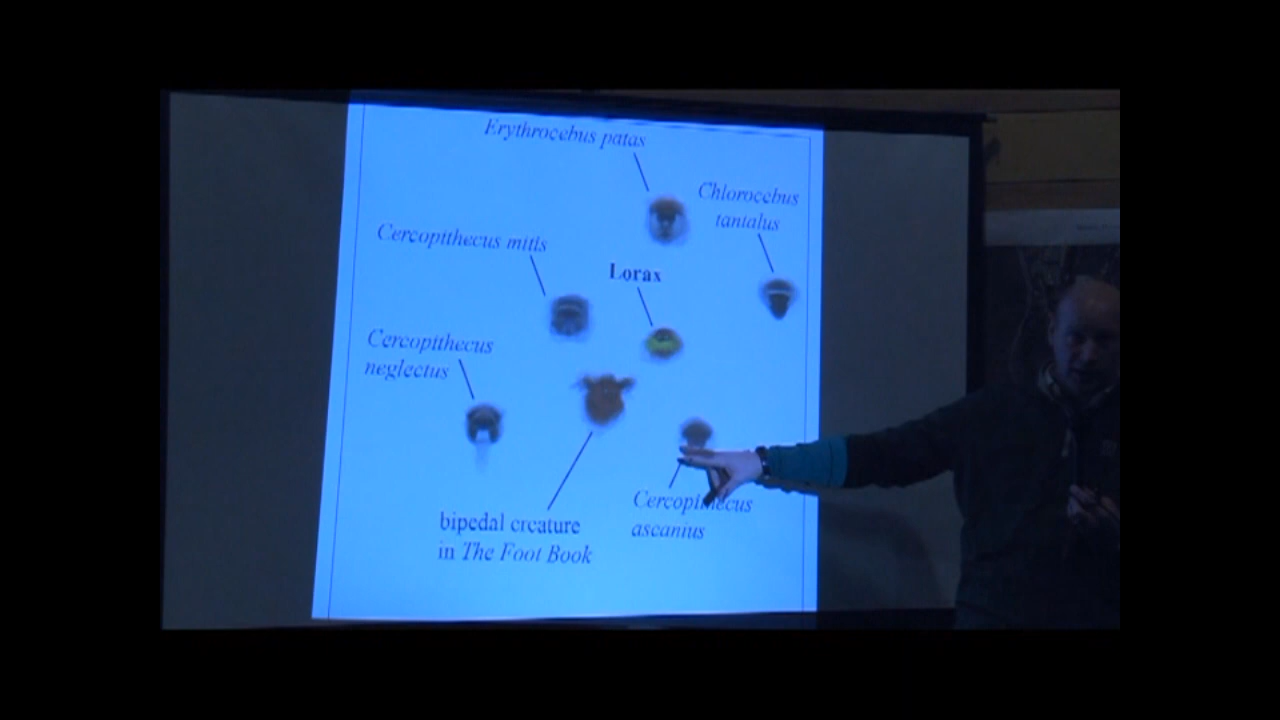 Erythrocebus patas
Chlorocebus
tantalus
Cercopithecus mitis
Lorax
Cercopithecus
neglectus
Cercopithecus
ascanius
bipedal creature
in The Foot Book